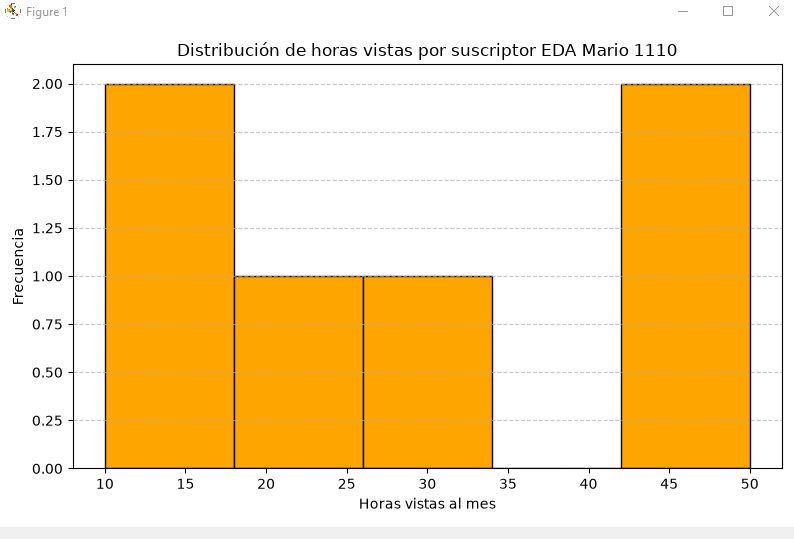 Figure 1
Distribución de horas vistas por suscriptor EDA Mario 1110
2.00
1.75
1.50
1.25
1.00
0.75
0.50
0.25
0.00
Frecuencia
10 15 20 25 30 35 40 45 50
Horas vistas al mes